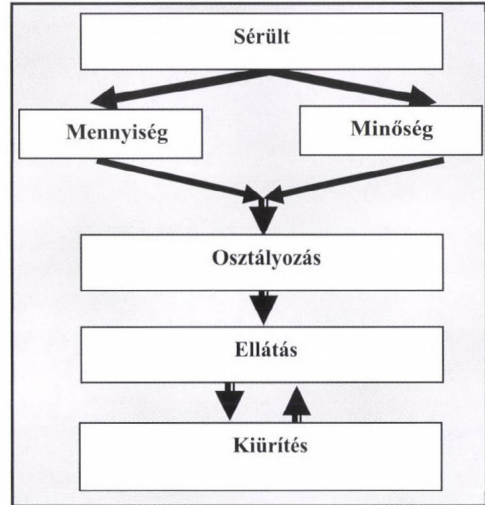 Sérült
Mennyiség
Minőség
Osztályozás
Ellátás
Kiürítés